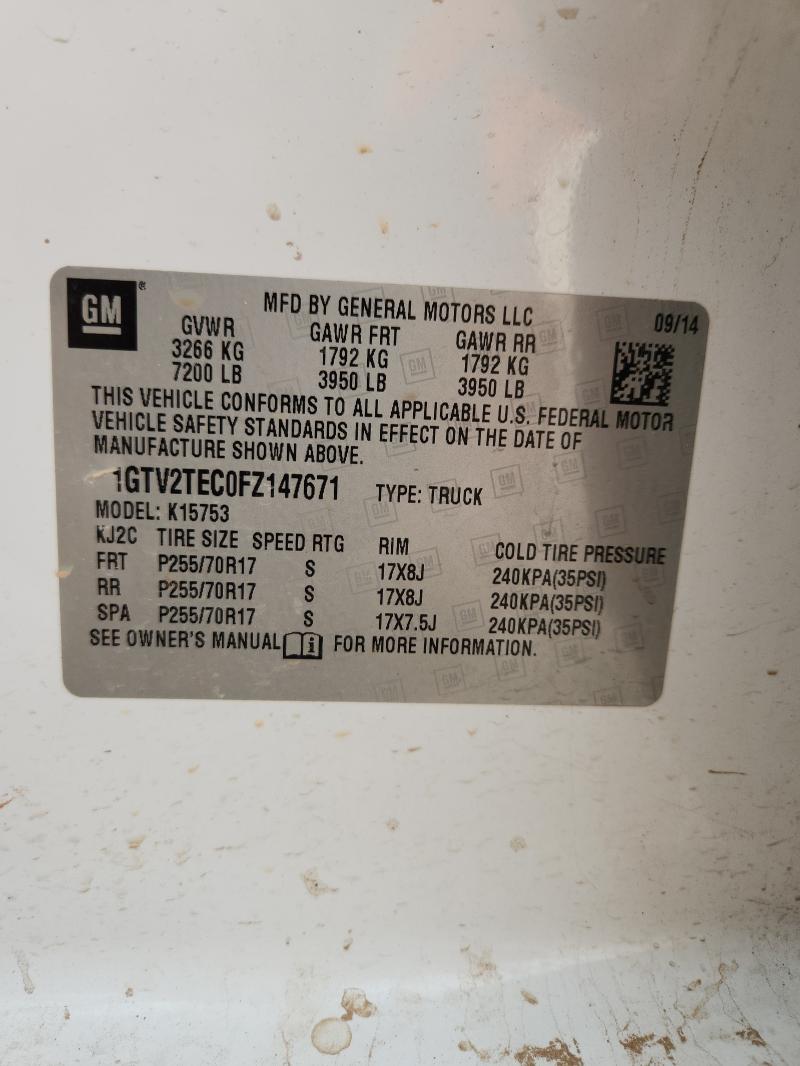 GM®
MFD BY GENERAL MOTORS LLC 09/14
GVWR GAWR FRT GAWR RR
3266 KG 1792 KG 1792 KG
7200 LB 3950 LB 3950 LB
THIS VEHICLE CONFORMS TO ALL APPLICABLE U.S. FEDERAL MOTOR
VEHICLE SAFETY STANDARDS IN EFFECT ON THE DATE OF
MANUFACTURE SHOWN ABOVE.
1GTV2TEC0FZ147671 TYPE: TRUCK
MODEL: K15753
KJ2C TIRE SIZE SPEED RTG RIM COLD TIRE PRESSURE
FRT P255/70R17 S 17X8J 240KPA(35PSI)
RR P255/70R17 S 17X8J 240KPA(35PSI)
SPA P255/70R17 S 17X7.5J 240KPA(35PSI)
SEE OWNER'S MANUAL i FOR MORE INFORMATION.